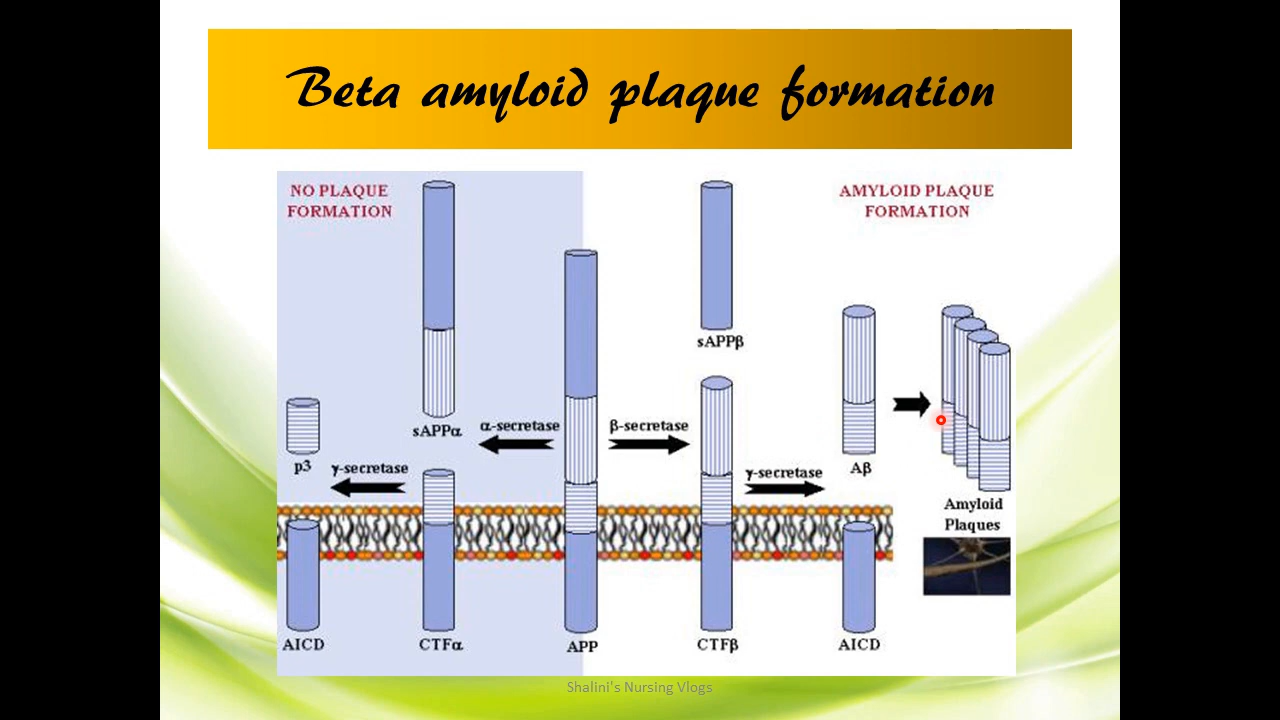 Beta amyloid plaque formation
NO PLAQUE
FORMATION
AMYLOID PLAQUE
FORMATION
sAPPβ
sAPPα
α-secretase
β-secretase
p3
γ-secretase
γ-secretase
Aβ
Amyloid
Plaques
AICD
CTFα
APP
CTFβ
AICD
Shalini's Nursing Vlogs